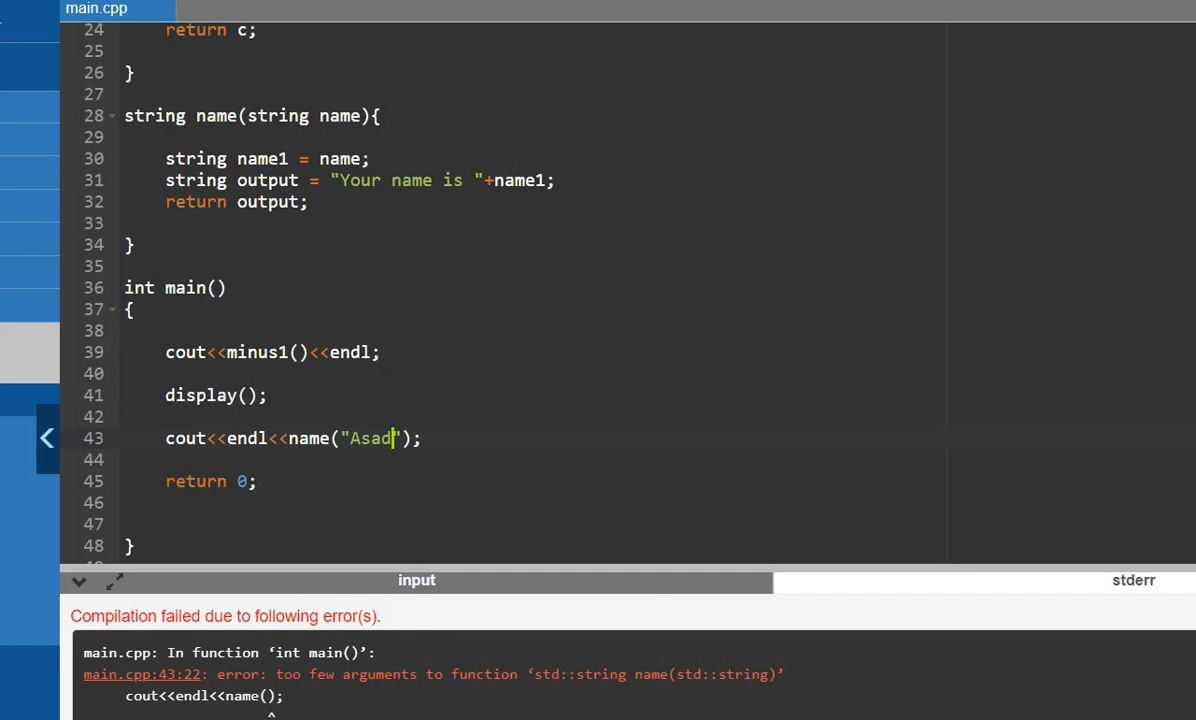 main.cpp
24 return c;
25
26 }
27
28 string name(string name){
29
30 string name1 = name;
31 string output = "Your name is "+name1;
32 return output;
33
34 }
35
36 int main()
37 {
38
39 cout<<minus1()<<endl;
40
41 display();
42
43 cout<<endl<<name("Asad");
44
45 return 0;
46
47
48 }
input stderr
Compilation failed due to following error(s).
main.cpp: In function ‘int main()’:
main.cpp:43:22: error: too few arguments to function ‘std::string name(std::string)’
cout<<endl<<name();
^